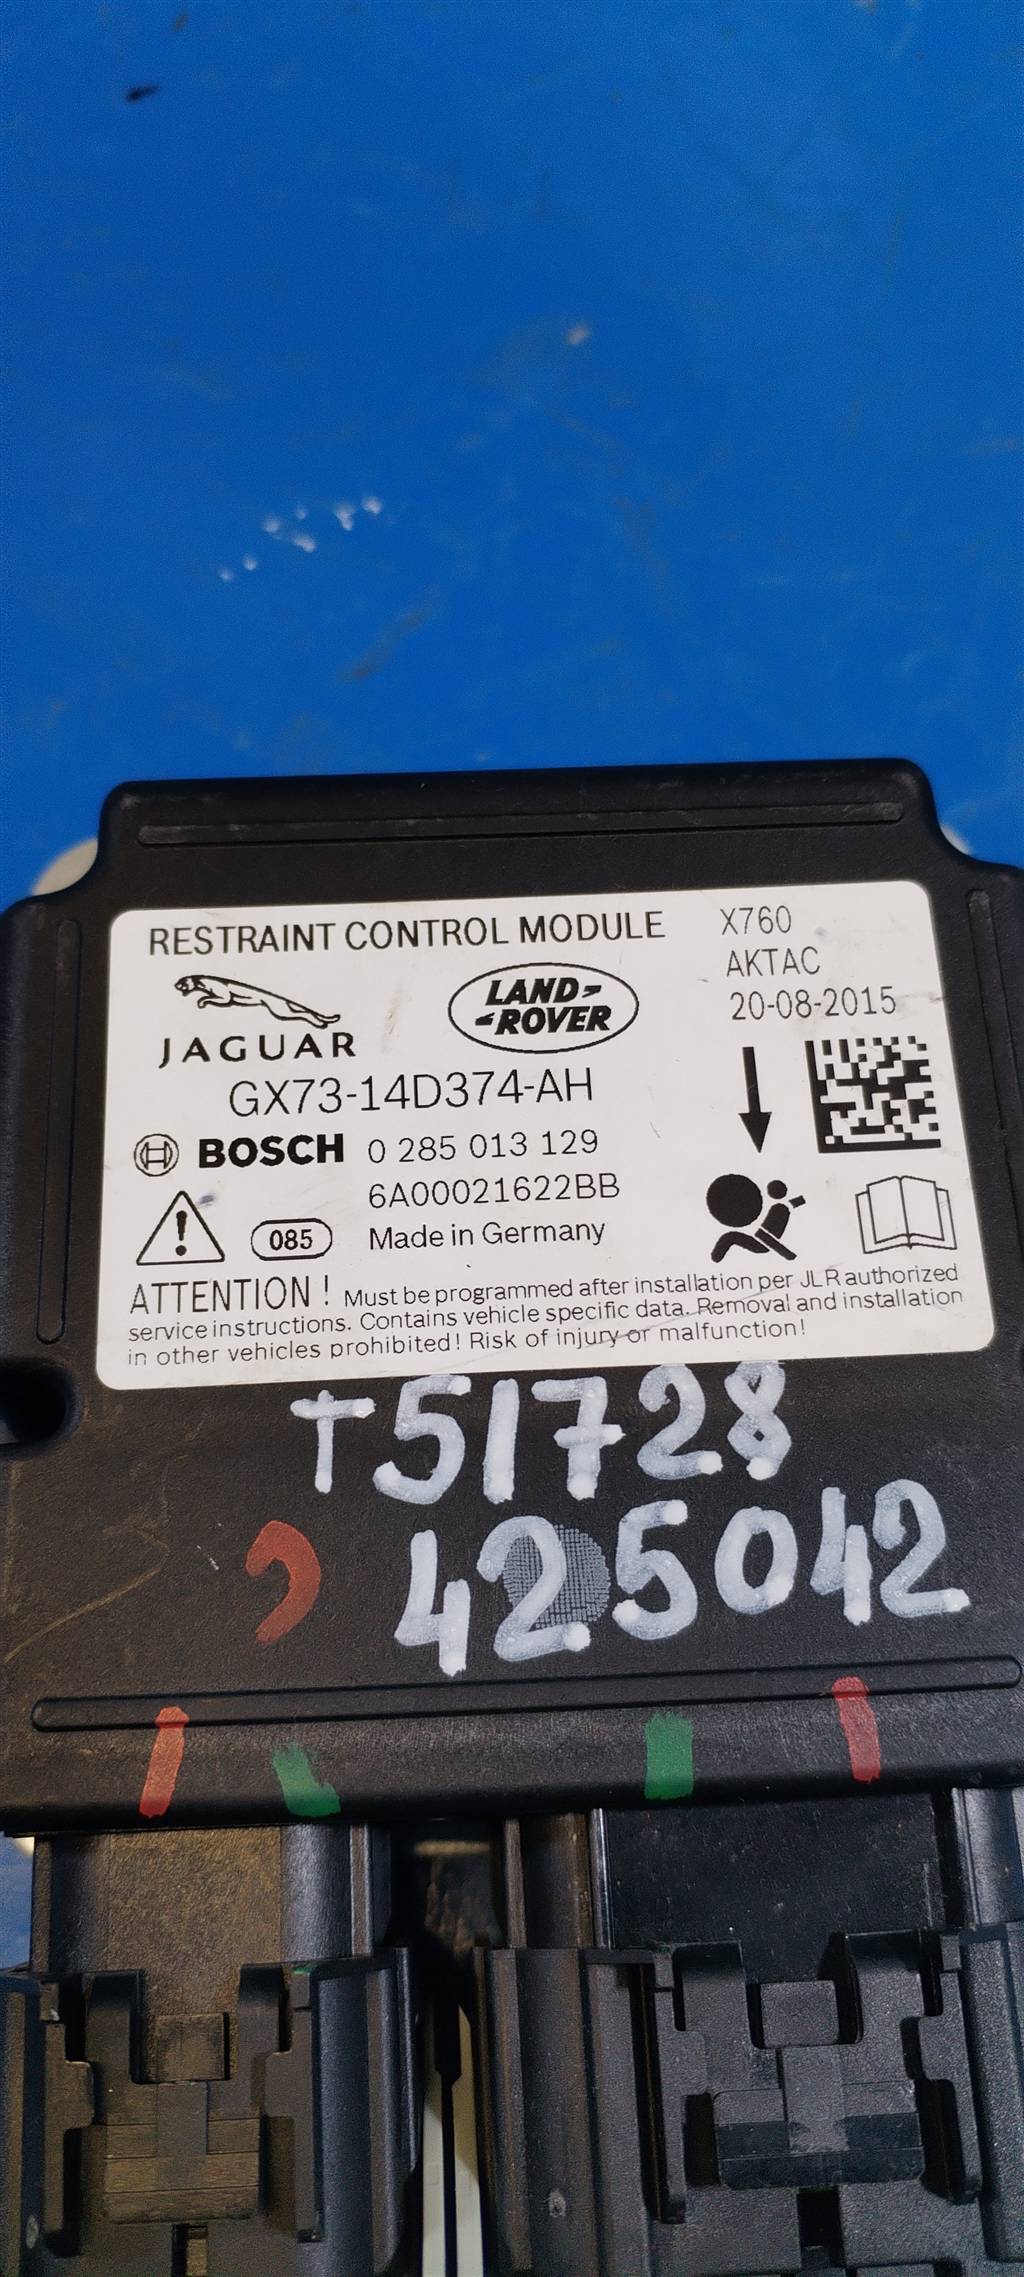 RESTRAINT CONTROL MODULE
X760
AKTAC
20-08-2015
JAGUAR
LAND ROVER
GX73-14D374-AH
BOSCH 0 285 013 129
6A00021622BB
085 Made in Germany
ATTENTION! Must be programmed after installation per JLR authorized
service instructions. Contains vehicle specific data. Removal and installation
in other vehicles prohibited! Risk of injury or malfunction!
T51728
425042